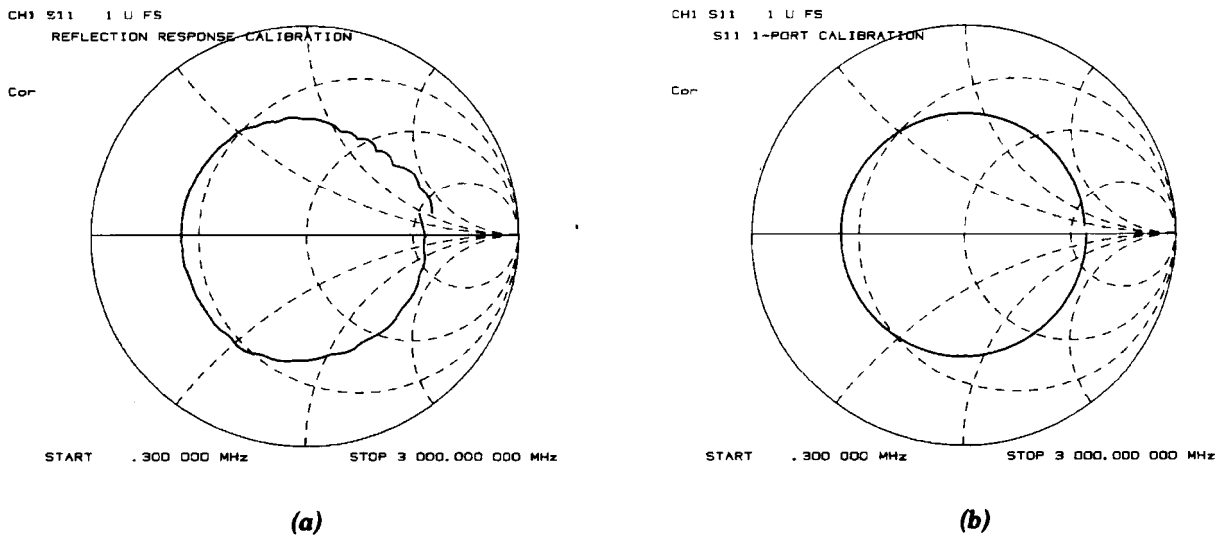 CH1 S11 1 U FS
REFLECTION RESPONSE CALIBRATION
Cor
START .300 000 MHz STOP 3 000.000 000 MHz
(a)
CH1 S11 1 U FS
S11 1-PORT CALIBRATION
Cor
START .300 000 MHz STOP 3 000.000 000 MHz
(b)